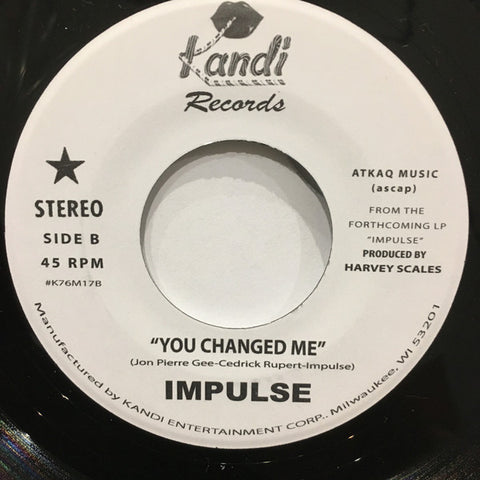 Kandi
Records
STEREO
SIDE B
45 RPM
#K76M17B
ATKAQ MUSIC
(ascap)
FROM THE
FORTHCOMING LP
"IMPULSE"
PRODUCED BY
HARVEY SCALES
"YOU CHANGED ME"
(Jon Pierre Gee-Cedrick Rupert-Impulse)
IMPULSE
Manufactured by KANDI ENTERTAINMENT CORP., Milwaukee, WI 53201